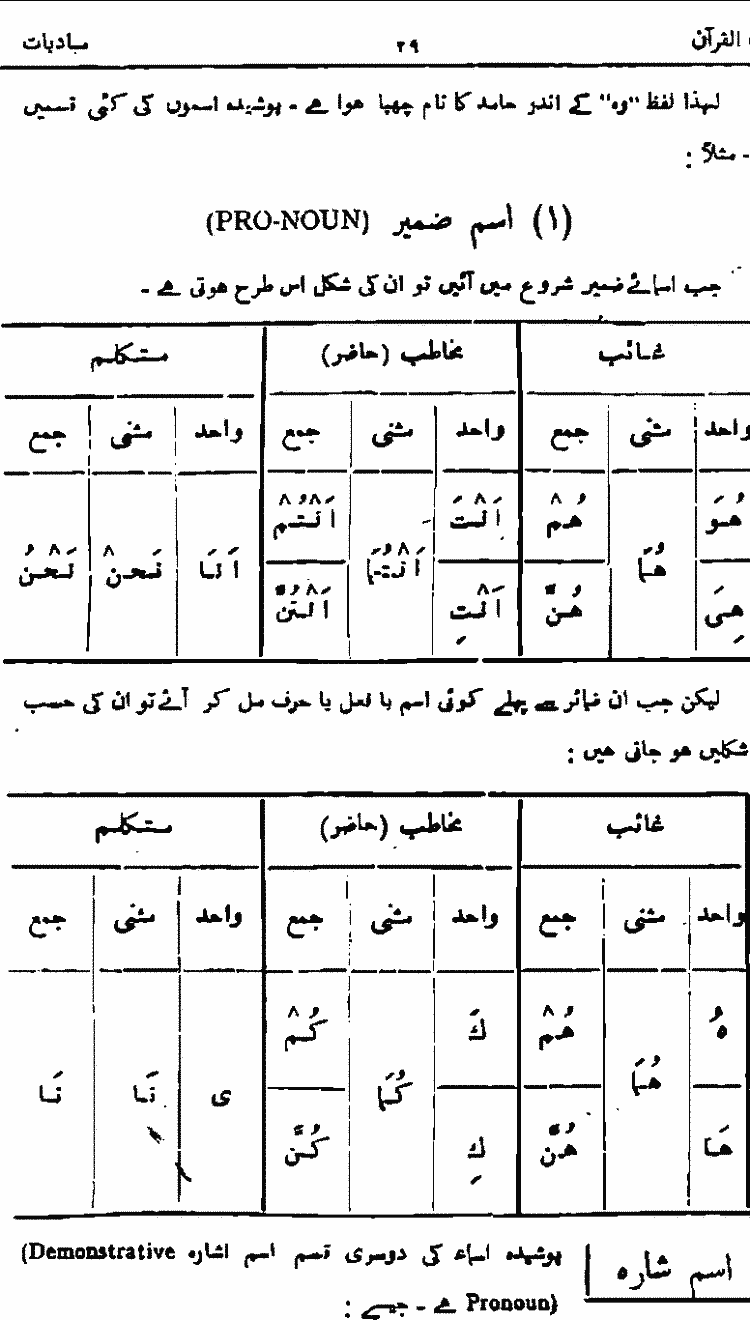 القرآن ۲۹ مبادیات
لہذا لفظ ”وہ“ کے اندر حامد کا نام چھپا ہوا ہے ۔ پوشیدہ اسموں کی کئی قسمیں
۔ مثلاً :
(۱) اسم ضمیر (PRO-NOUN)
جب اسمائے ضمیر شروع میں آئیں تو ان کی شکل اس طرح ہوتی ہے ۔
غائب مخاطب (حاضر) متکلم
واحد مثنی جمع واحد مثنی جمع واحد مثنی جمع
هُوَ هُمَا هُمْ اَنْتَ اَنْتُمَا اَنْتُمْ اَنَا نَحْنُ نَحْنُ
هِیَ هُنَّ اَنْتِ اَنْتُنَّ
لیکن جب ان ضمائر سے پہلے کوئی اسم یا فعل یا حرف مل کر آئے تو ان کی حسب
شکلیں ہو جاتی ہیں :
غائب مخاطب (حاضر) متکلم
واحد مثنی جمع واحد مثنی جمع واحد مثنی جمع
هُ هُمَا هُمْ كَ كُمَا كُمْ ی نَا نَا
هَا هُنَّ كِ كُنَّ
اسم شارہ
پوشیدہ اسماء کی دوسری قسم اسم اشارہ (Demonstrative
Pronoun) ہے ۔ جیسے :